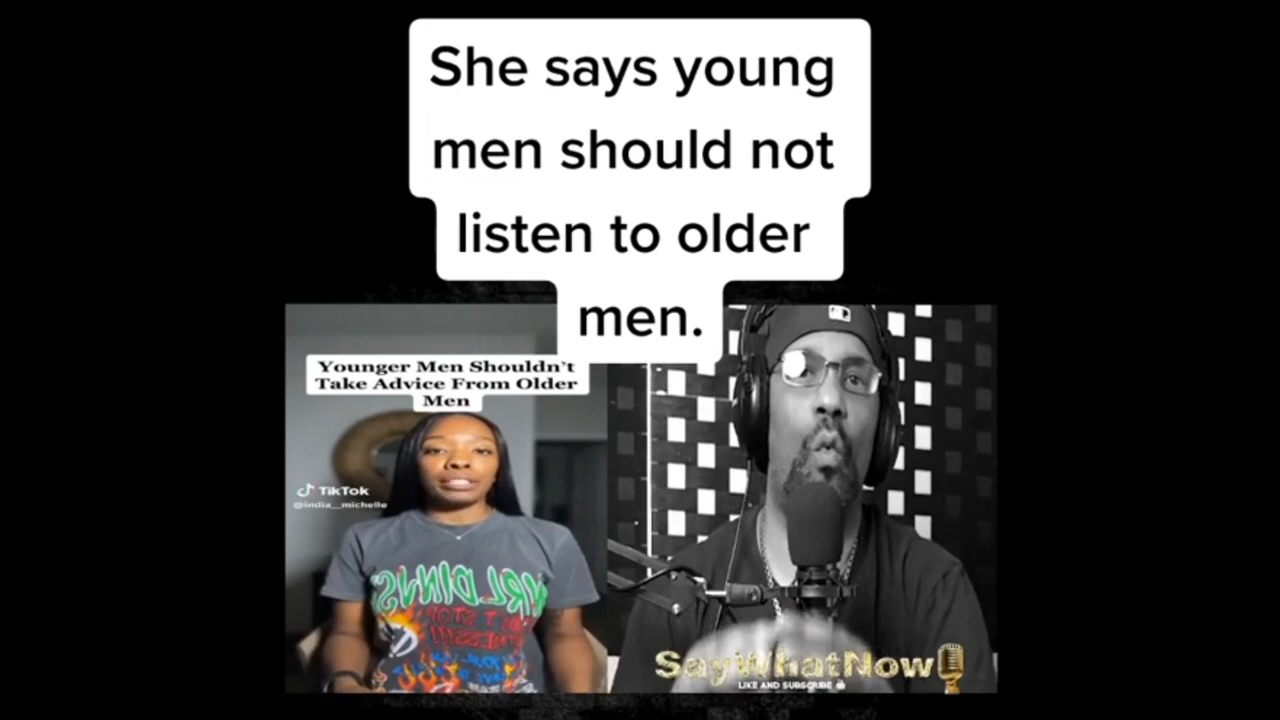 She says young
men should not
listen to older
men.
Younger Men Shouldn't
Take Advice From Older
Men
TikTok
@india__michelle
SayWhatNow
LIKE AND SUBSCRIBE